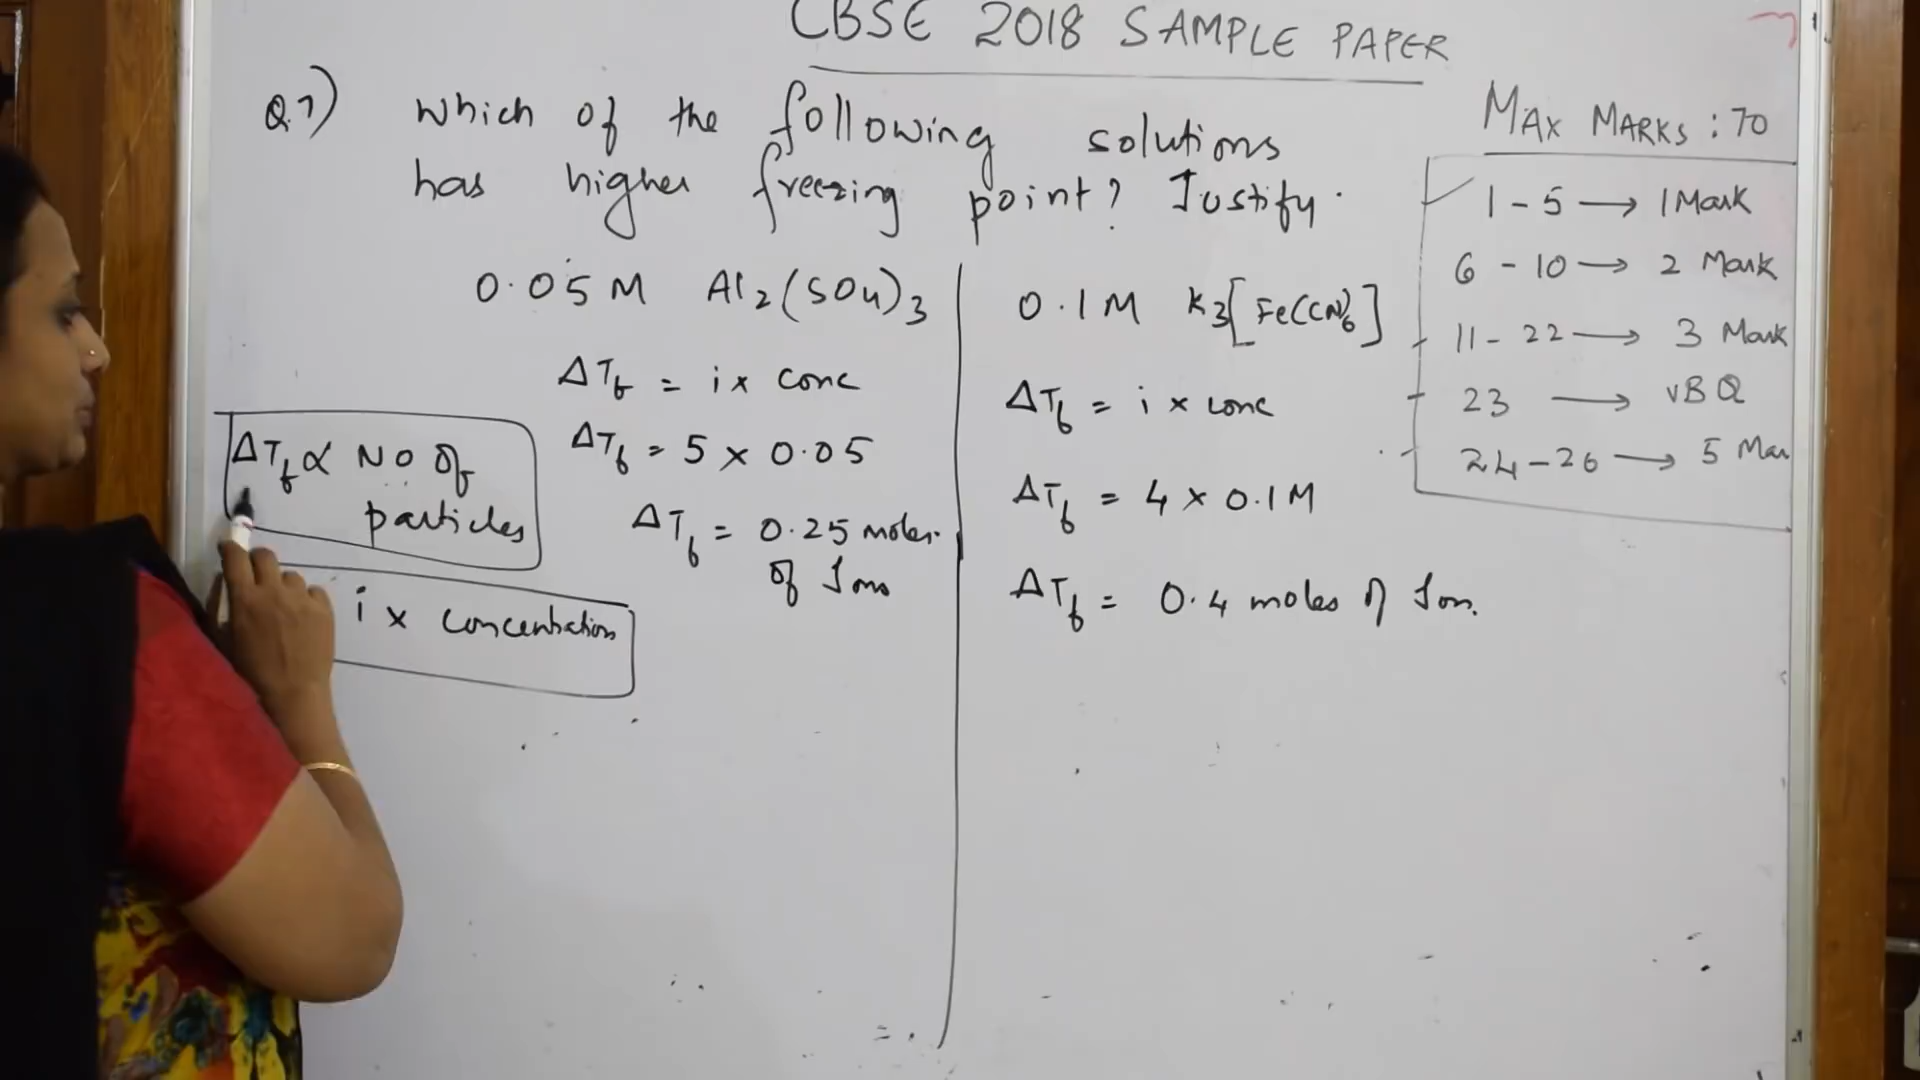 CBSE 2018 SAMPLE PAPER
Q.7) Which of the following solutions
has higher freezing point? Justify.
0.05 M Al2(SO4)3
ΔTf = i x conc
ΔTf = 5 x 0.05
ΔTf = 0.25 moles.
of Ions
ΔTf ∝ NO Of
particles
i x concentration
0.1M K3[Fe(CN)6]
ΔTf = i x conc
ΔTf = 4 x 0.1M
ΔTf = 0.4 moles of Ion.
MAX MARKS : 70
1 - 5 → 1 Mark
6 - 10 → 2 Mark
11 - 22 → 3 Mark
23 → VBQ
24 - 26 → 5 Mar